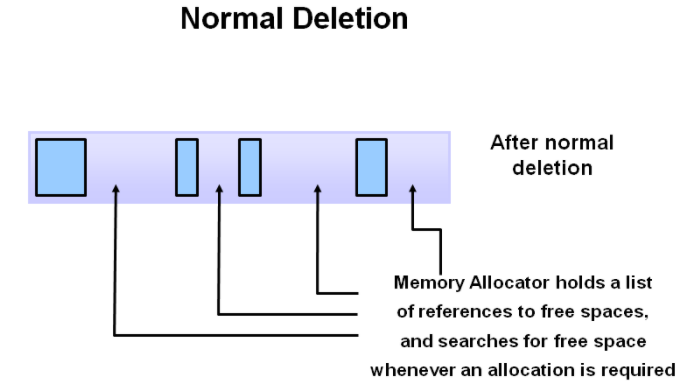 Normal Deletion
After normal
deletion
Memory Allocator holds a list
of references to free spaces,
and searches for free space
whenever an allocation is required